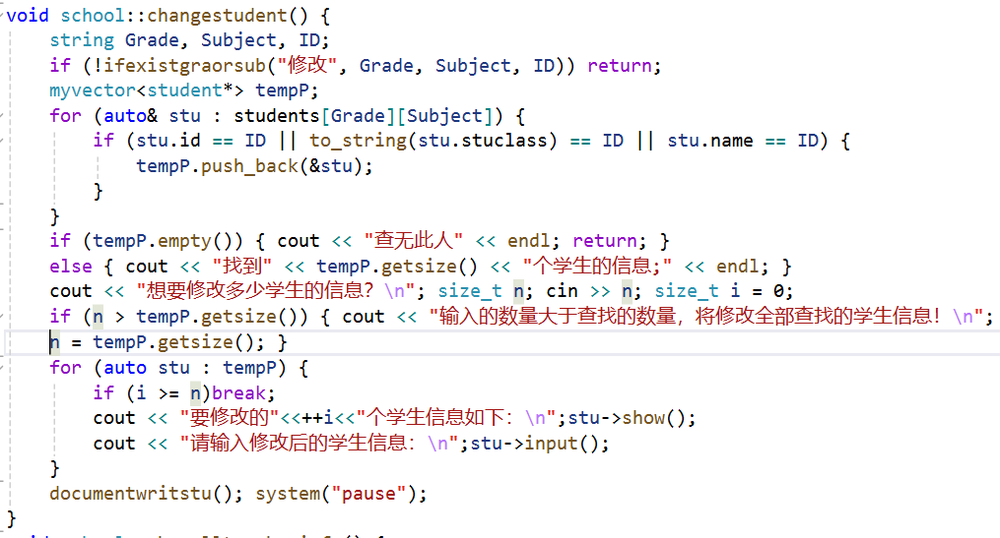 void school::changestudent() {
string Grade, Subject, ID;
if (!ifexistgraorsub("修改", Grade, Subject, ID)) return;
myvector<student*> tempP;
for (auto& stu : students[Grade][Subject]) {
if (stu.id == ID || to_string(stu.stuclass) == ID || stu.name == ID) {
tempP.push_back(&stu);
}
}
if (tempP.empty()) { cout << "查无此人" << endl; return; }
else { cout << "找到" << tempP.getsize() << "个学生的信息;" << endl; }
cout << "想要修改多少学生的信息？\n"; size_t n; cin >> n; size_t i = 0;
if (n > tempP.getsize()) { cout << "输入的数量大于查找的数量，将修改全部查找的学生信息！\n";
n = tempP.getsize(); }
for (auto stu : tempP) {
if (i >= n)break;
cout << "要修改的"<<++i<<"个学生信息如下：\n";stu->show();
cout << "请输入修改后的学生信息：\n";stu->input();
}
documentwritstu(); system("pause");
}